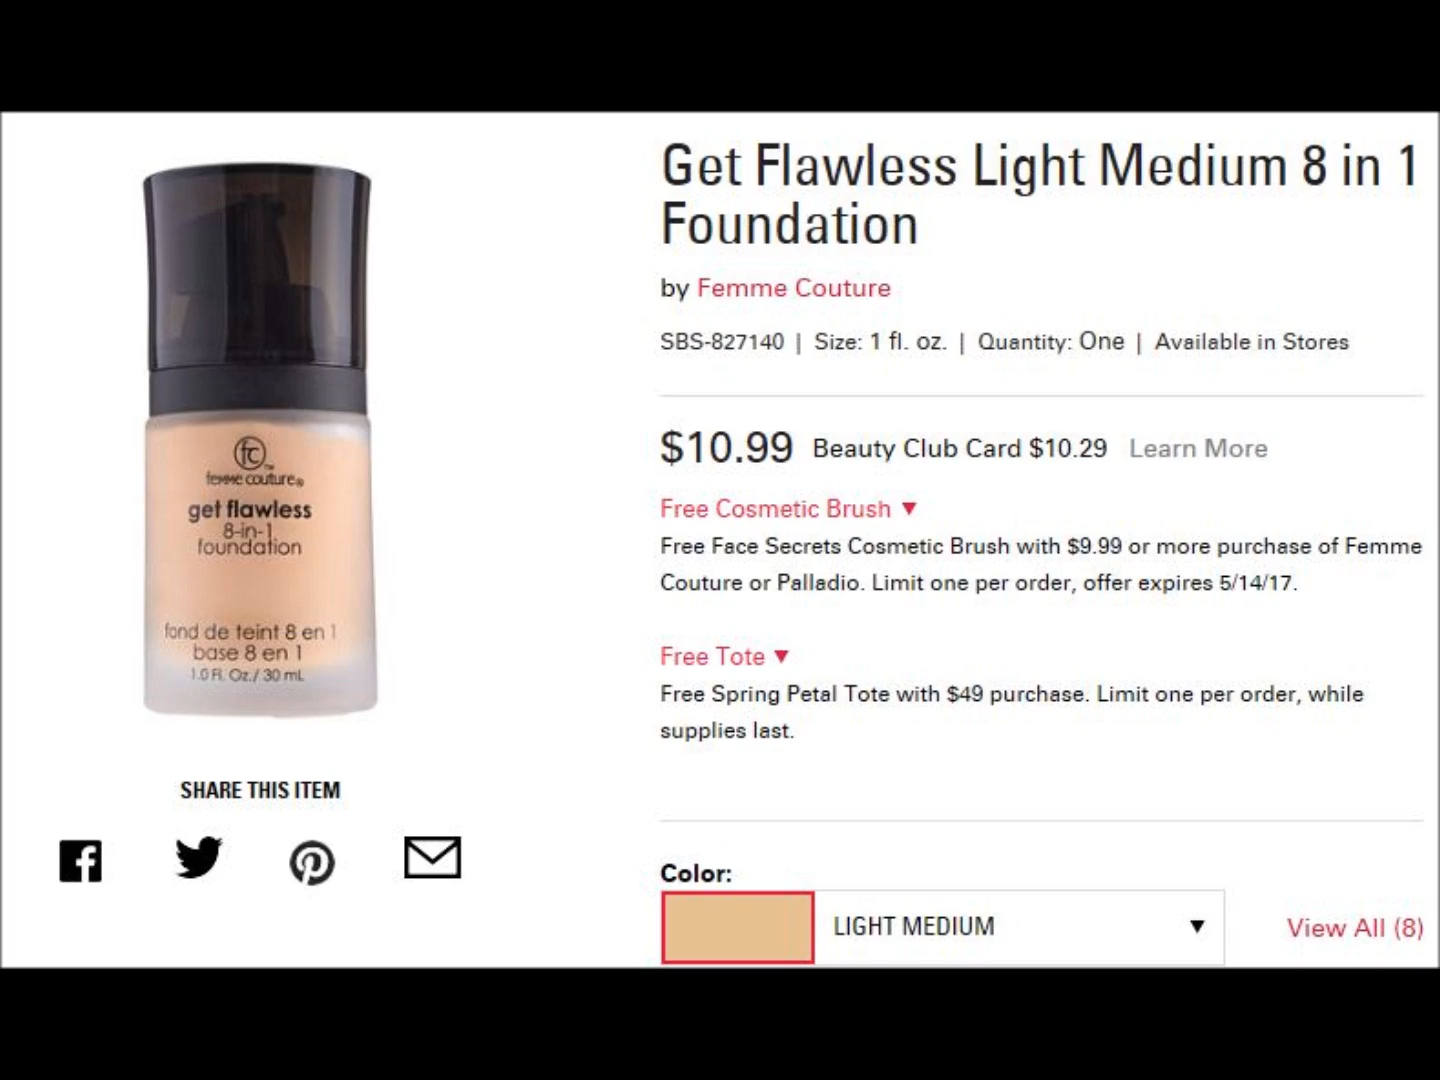 Get Flawless Light Medium 8 in 1
Foundation
by Femme Couture
SBS-827140 | Size: 1 fl. oz. | Quantity: One | Available in Stores
$10.99 Beauty Club Card $10.29 Learn More
Free Cosmetic Brush ▼
Free Face Secrets Cosmetic Brush with $9.99 or more purchase of Femme
Couture or Palladio. Limit one per order, offer expires 5/14/17.
Free Tote ▼
Free Spring Petal Tote with $49 purchase. Limit one per order, while
supplies last.
Color:
LIGHT MEDIUM ▼
View All (8)
fc™
femme couture®
get flawless
8-in-1
foundation
fond de teint 8 en 1
base 8 en 1
1.0 Fl. Oz./ 30 mL
SHARE THIS ITEM